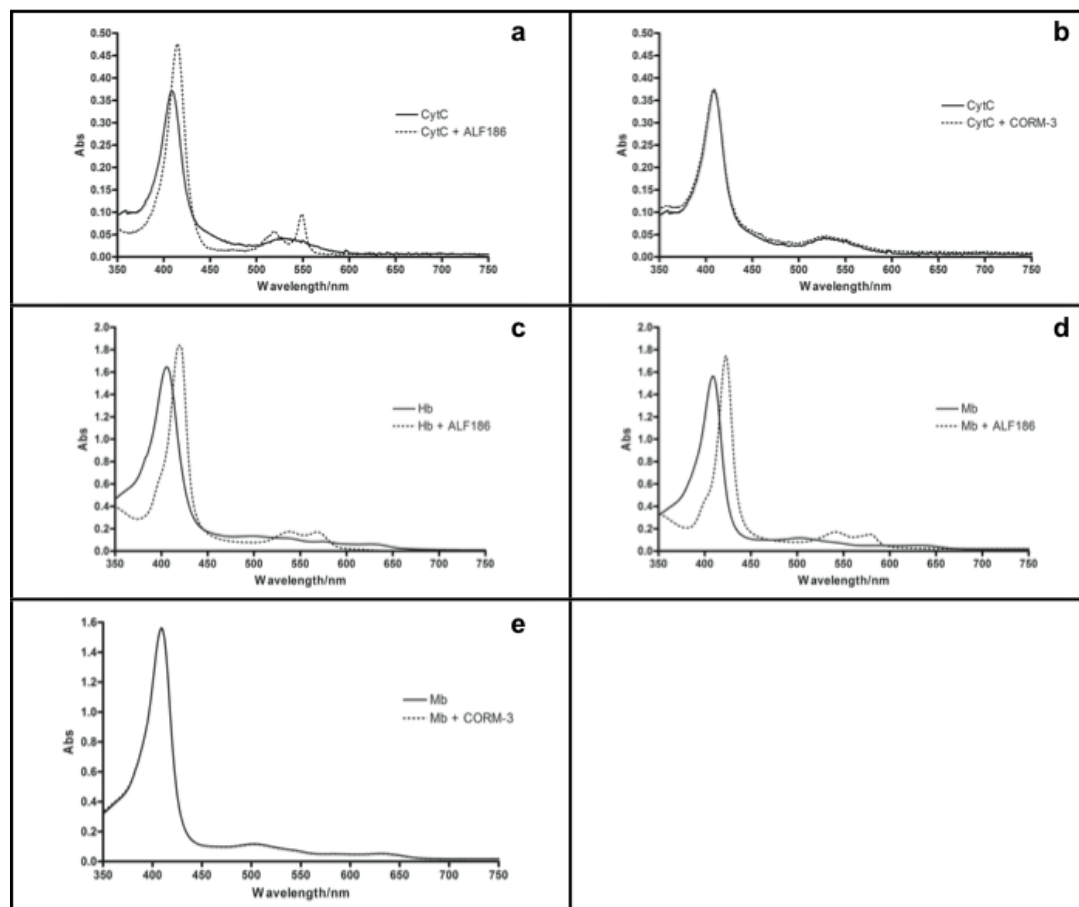 a
0.50
0.45
0.40
0.35
0.30
0.25
0.20
0.15
0.10
0.05
0.00
Abs
350 400 450 500 550 600 650 700 750
Wavelength/nm
CytC
CytC + ALF186
b
0.50
0.45
0.40
0.35
0.30
0.25
0.20
0.15
0.10
0.05
0.00
Abs
350 400 450 500 550 600 650 700 750
Wavelength/nm
CytC
CytC + CORM-3
c
2.0
1.8
1.6
1.4
1.2
1.0
0.8
0.6
0.4
0.2
0.0
Abs
350 400 450 500 550 600 650 700 750
Wavelength/nm
Hb
Hb + ALF186
d
2.0
1.8
1.6
1.4
1.2
1.0
0.8
0.6
0.4
0.2
0.0
Abs
350 400 450 500 550 600 650 700 750
Wavelength/nm
Mb
Mb + ALF186
e
1.6
1.4
1.2
1.0
0.8
0.6
0.4
0.2
0.0
Abs
350 400 450 500 550 600 650 700 750
Wavelength/nm
Mb
Mb + CORM-3